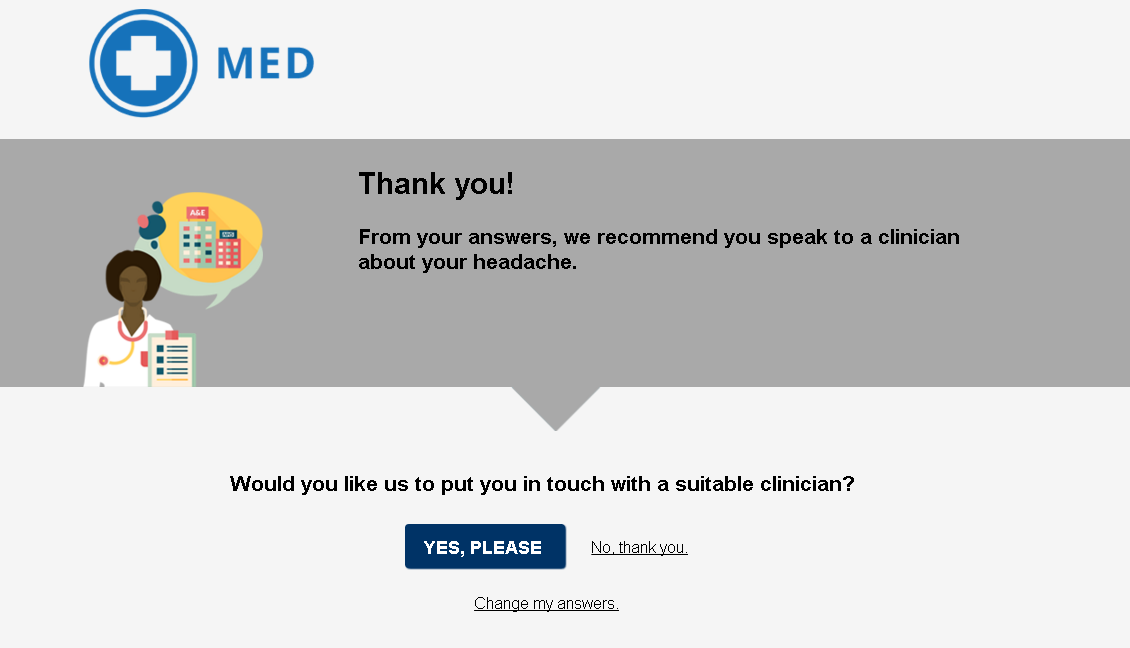 MED
Thank you!
A&E
From your answers, we recommend you speak to a clinician
about your headache.
Would you like us to put you in touch with a suitable clinician?
YES, PLEASE
No, thank you.
Change my answers.